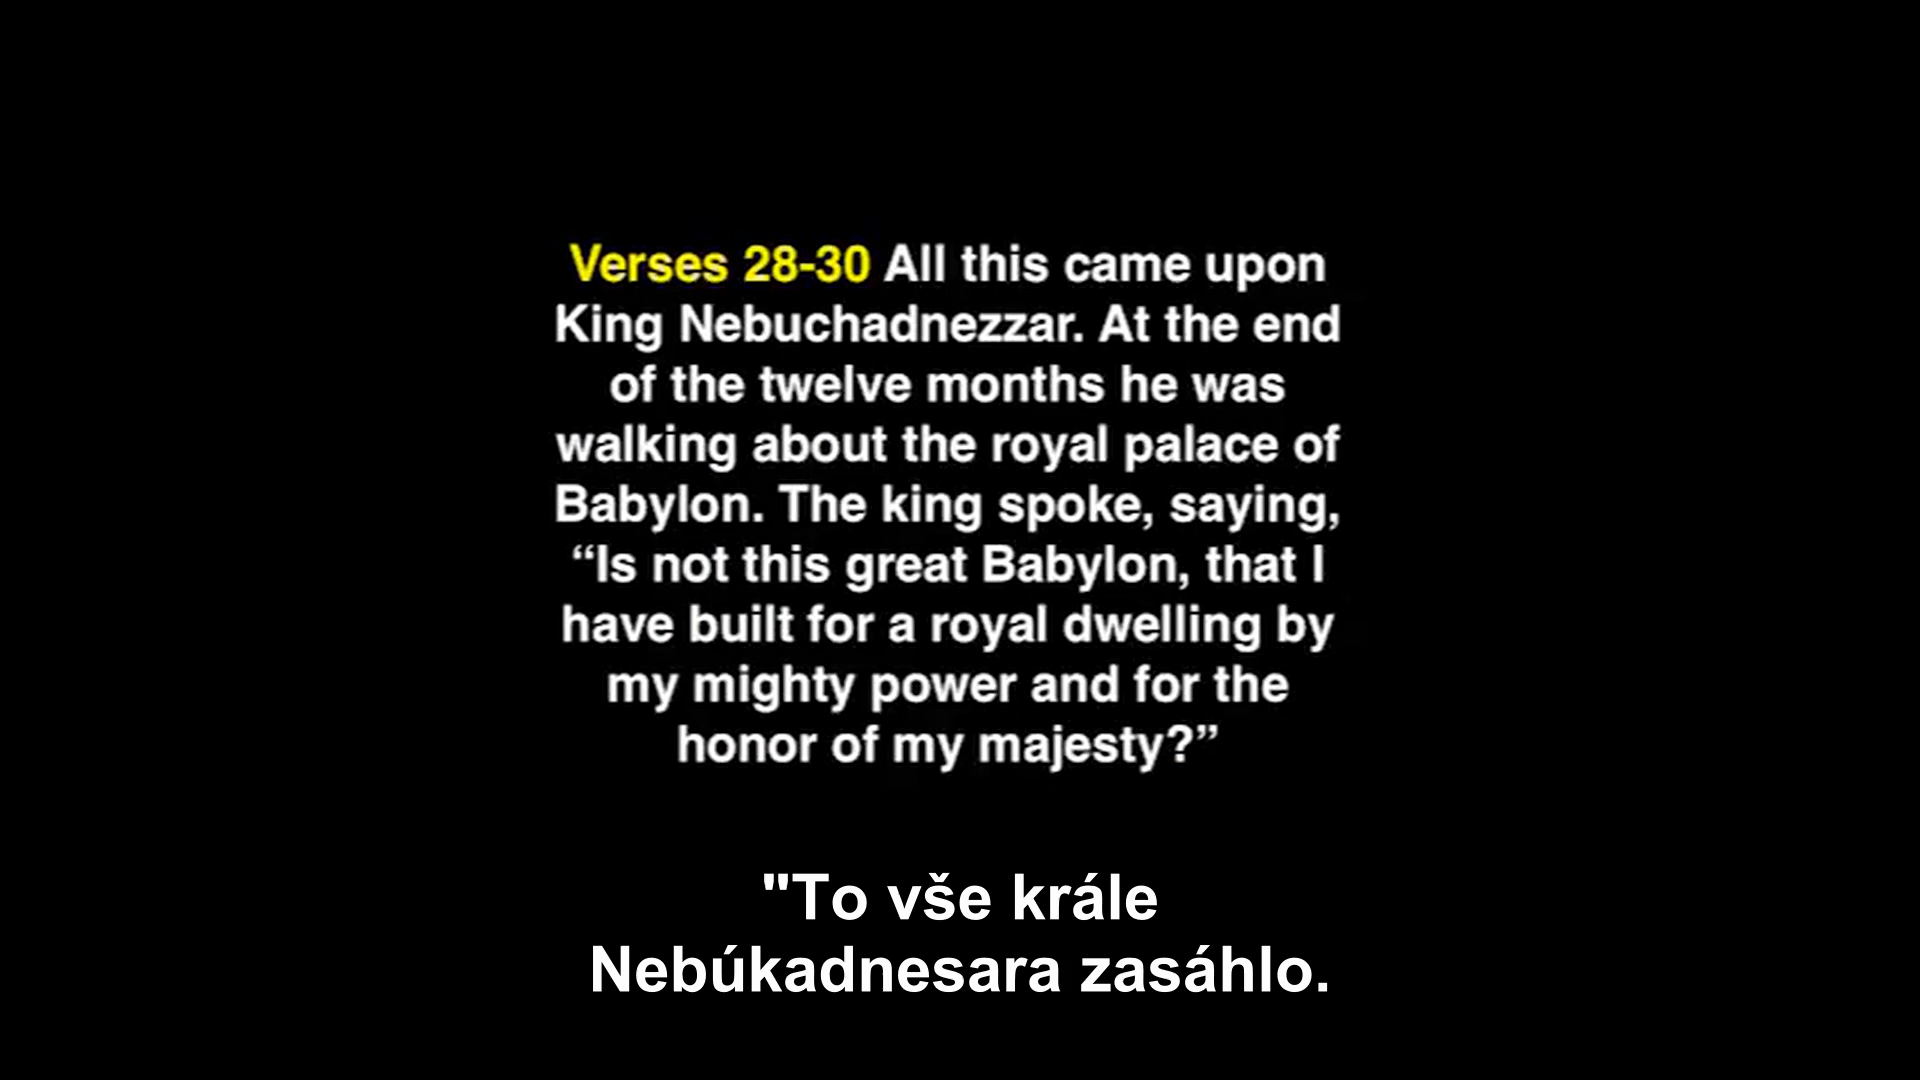 Verses 28-30 All this came upon
King Nebuchadnezzar. At the end
of the twelve months he was
walking about the royal palace of
Babylon. The king spoke, saying,
“Is not this great Babylon, that I
have built for a royal dwelling by
my mighty power and for the
honor of my majesty?”
"To vše krále
Nebúkadnesara zasáhlo.